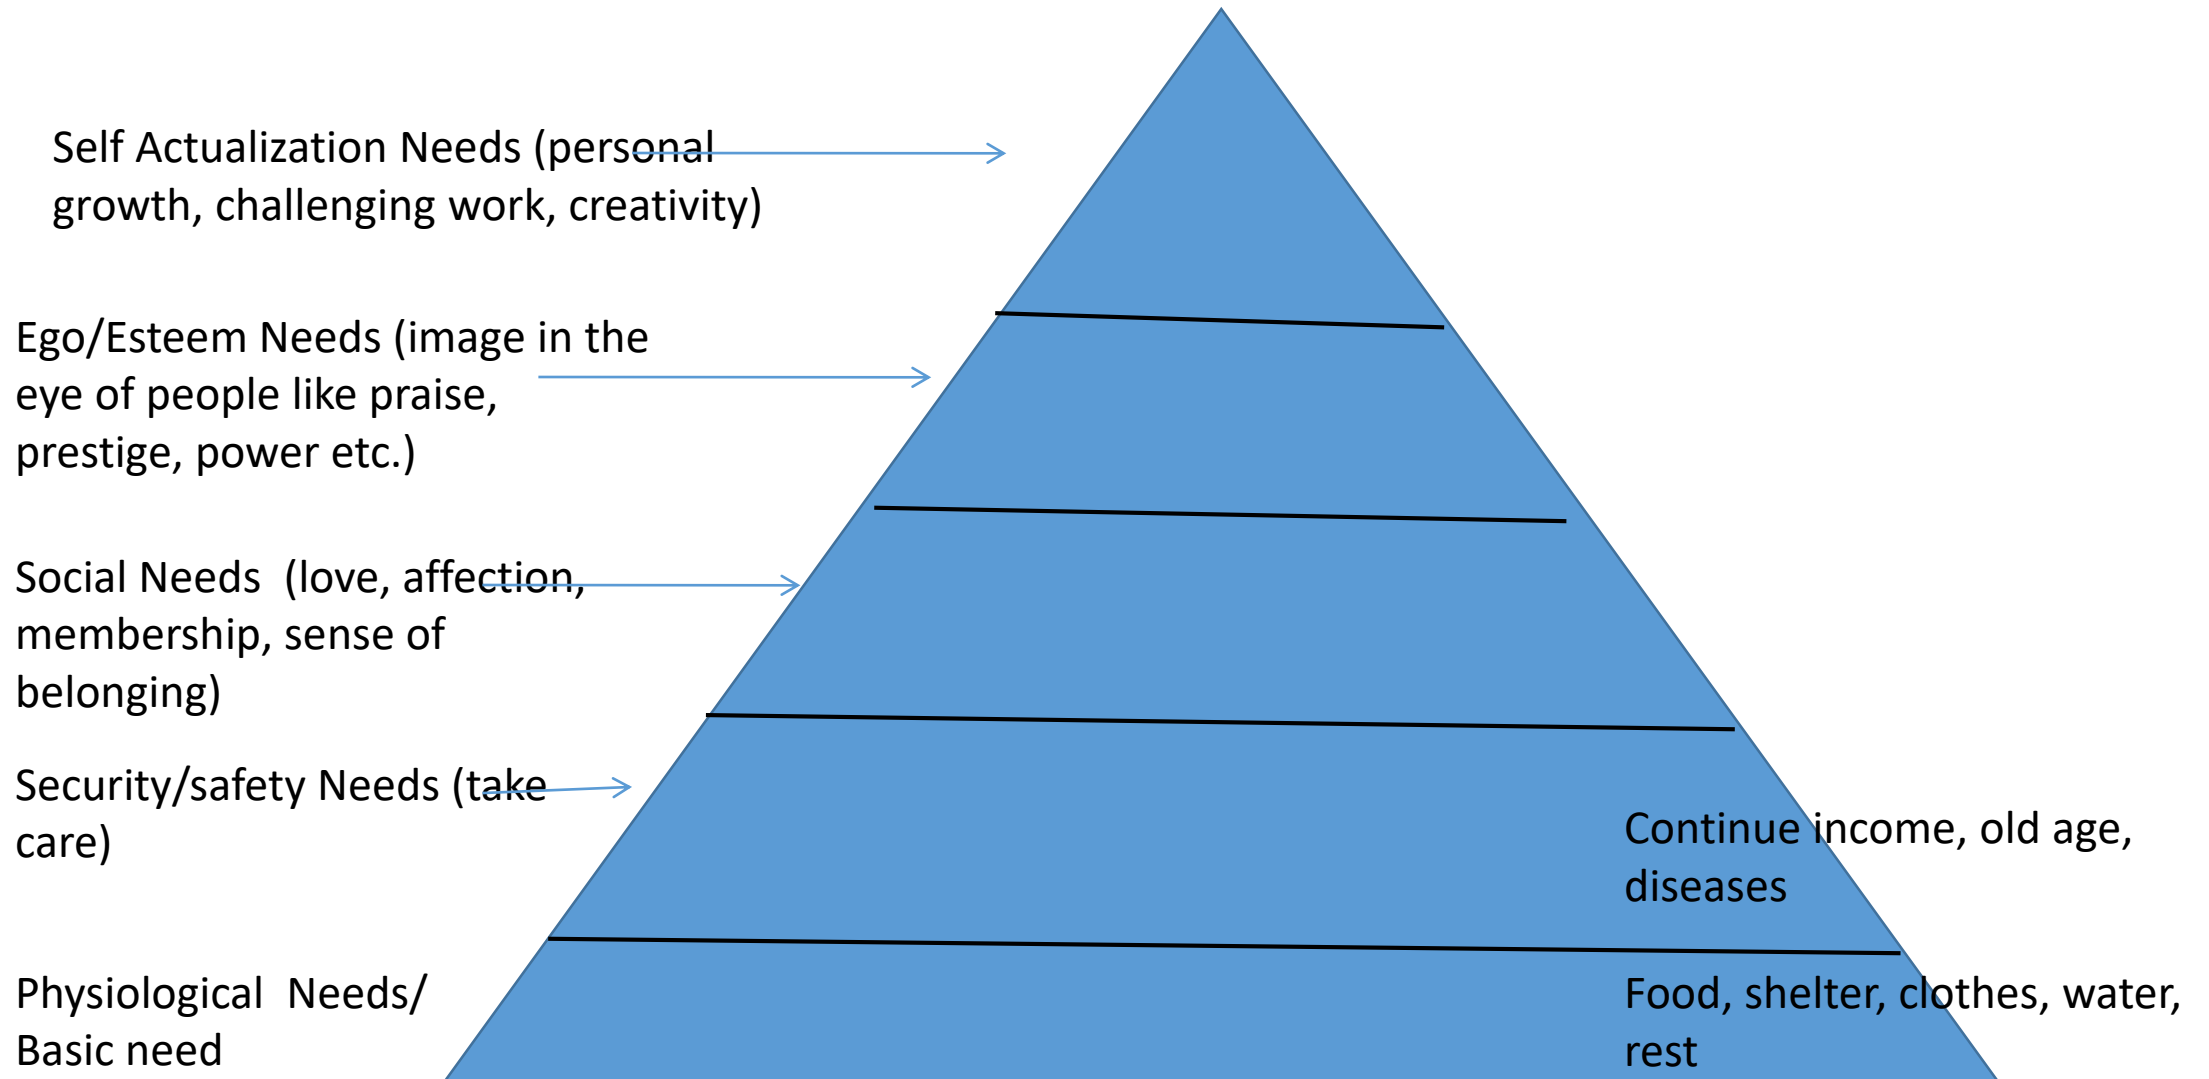 Self Actualization Needs (personal
growth, challenging work, creativity)
Ego/Esteem Needs (image in the
eye of people like praise,
prestige, power etc.)
Social Needs  (love, affection,
membership, sense of
belonging)
Security/safety Needs (take
care)
Continue income, old age,
diseases
Physiological  Needs/
Basic need
Food, shelter, clothes, water,
rest